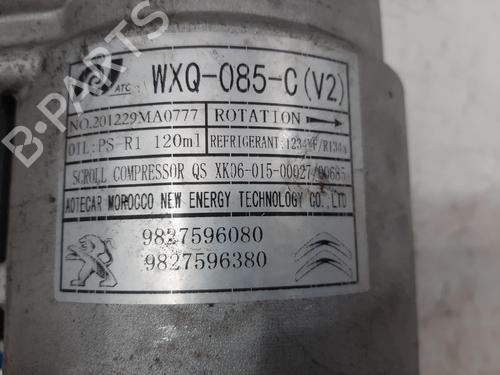 B-PARTS
ATC WXQ-085-C(V2)
NO.201229MA0777 ROTATION
OIL:PS-R1 120ml REFRIGERANT:1234YF/R134a
SCROLL COMPRESSOR QS XK06-015-00027/00685
AOTECAR MOROCCO NEW ENERGY TECHNOLOGY CO.,LTD
9827596080
9827596380